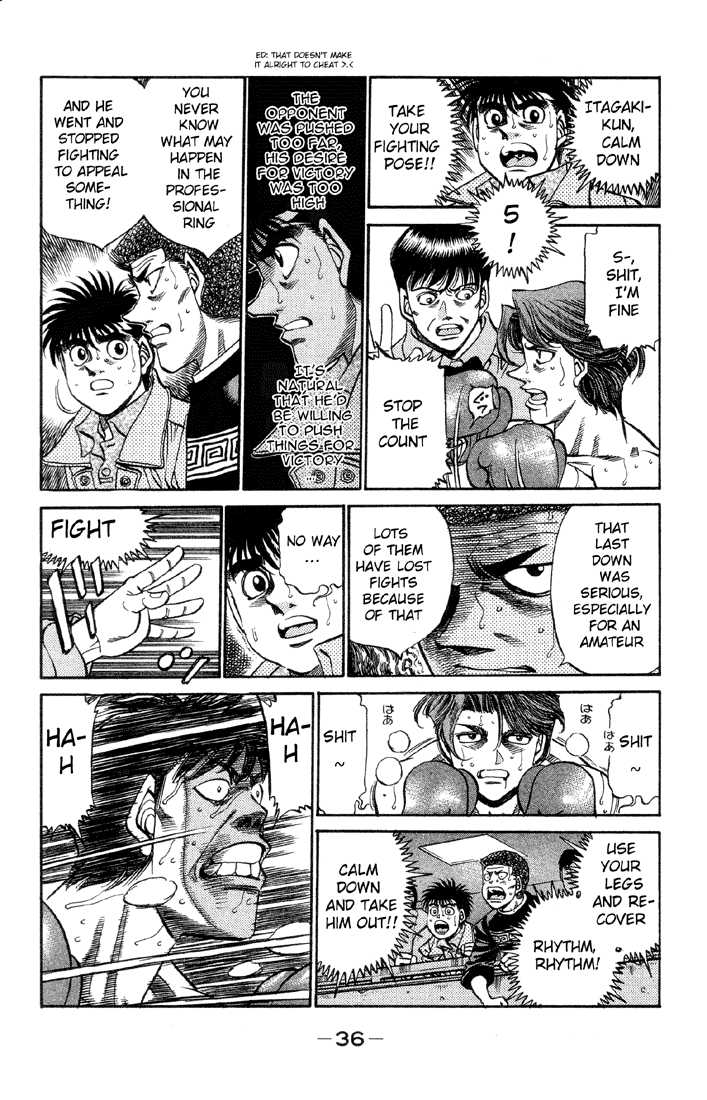 ED: THAT DOESN'T MAKE
IT ALRIGHT TO CHEAT >.<
ITAGAKI-
KUN,
CALM
DOWN
TAKE
YOUR
FIGHTING
POSE!!
5
!
S-,
SHIT,
I'M
FINE
STOP
THE
COUNT
ぐっ
THE
OPPONENT
WAS PUSHED
TOO FAR,
HIS DESIRE
FOR VICTORY
WAS TOO
HIGH
IT'S
NATURAL
THAT HE'D
BE WILLING
TO PUSH
THINGS FOR
VICTORY
...
YOU
NEVER
KNOW
WHAT MAY
HAPPEN
IN THE
PROFES-
SIONAL
RING
AND HE
WENT AND
STOPPED
FIGHTING
TO APPEAL
SOME-
THING!
THAT
LAST
DOWN
WAS
SERIOUS,
ESPECIALLY
FOR AN
AMATEUR
LOTS
OF THEM
HAVE LOST
FIGHTS
BECAUSE
OF THAT
NO WAY
...
FIGHT
SHIT
~
はあ
はあ
SHIT
~
はあ
USE
YOUR
LEGS
AND RE-
COVER
RHYTHM,
RHYTHM!
CALM
DOWN
AND TAKE
HIM OUT!!
HA-
H
HA-
H
—36—